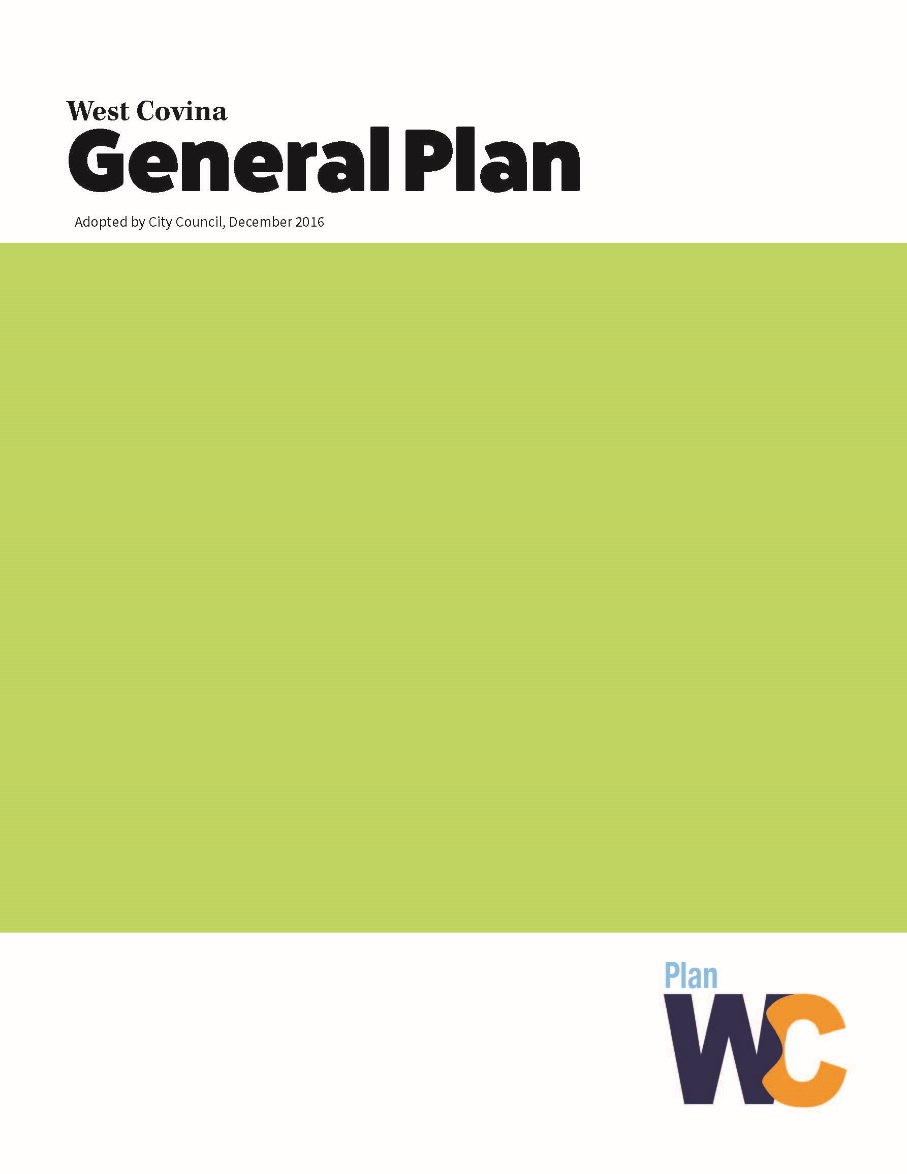 West Covina
General Plan
Adopted by City Council, December 2016
Plan
WC